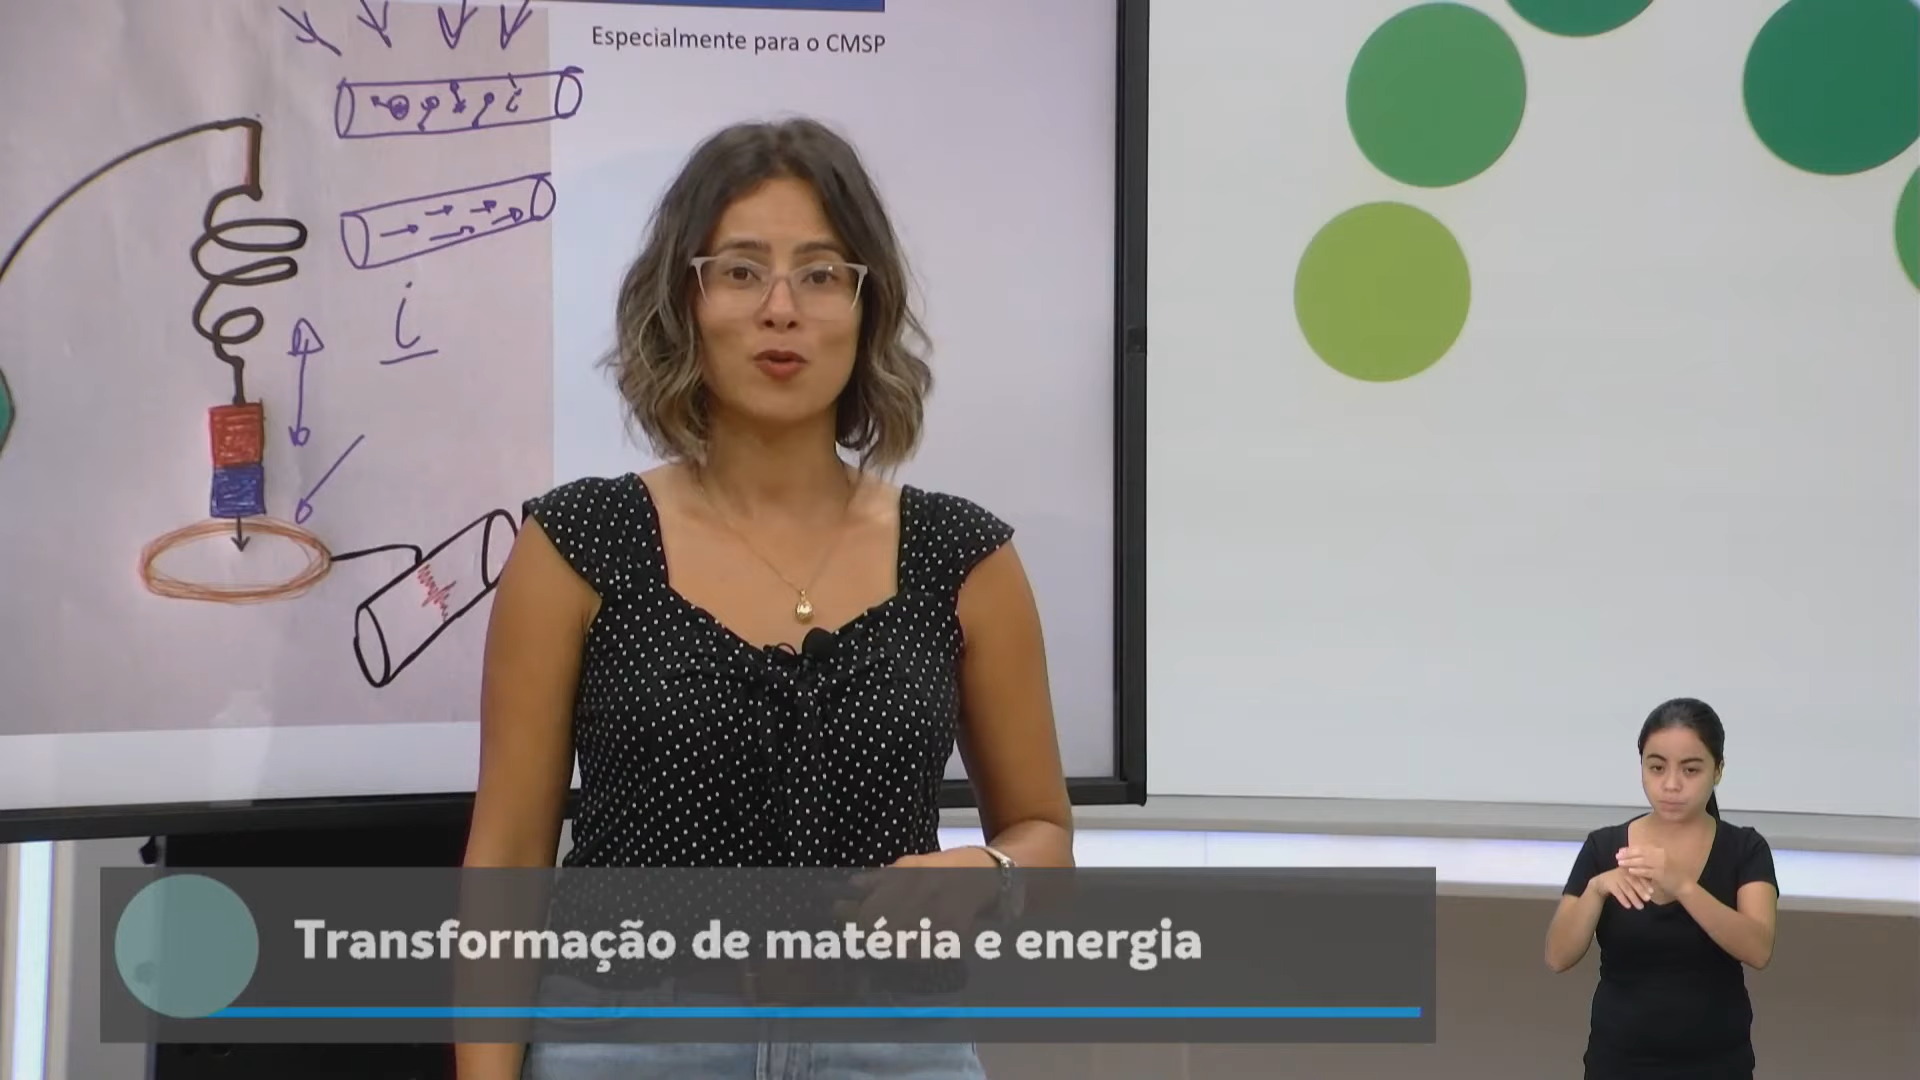 Especialmente para o CMSP
i
Transformação de matéria e energia